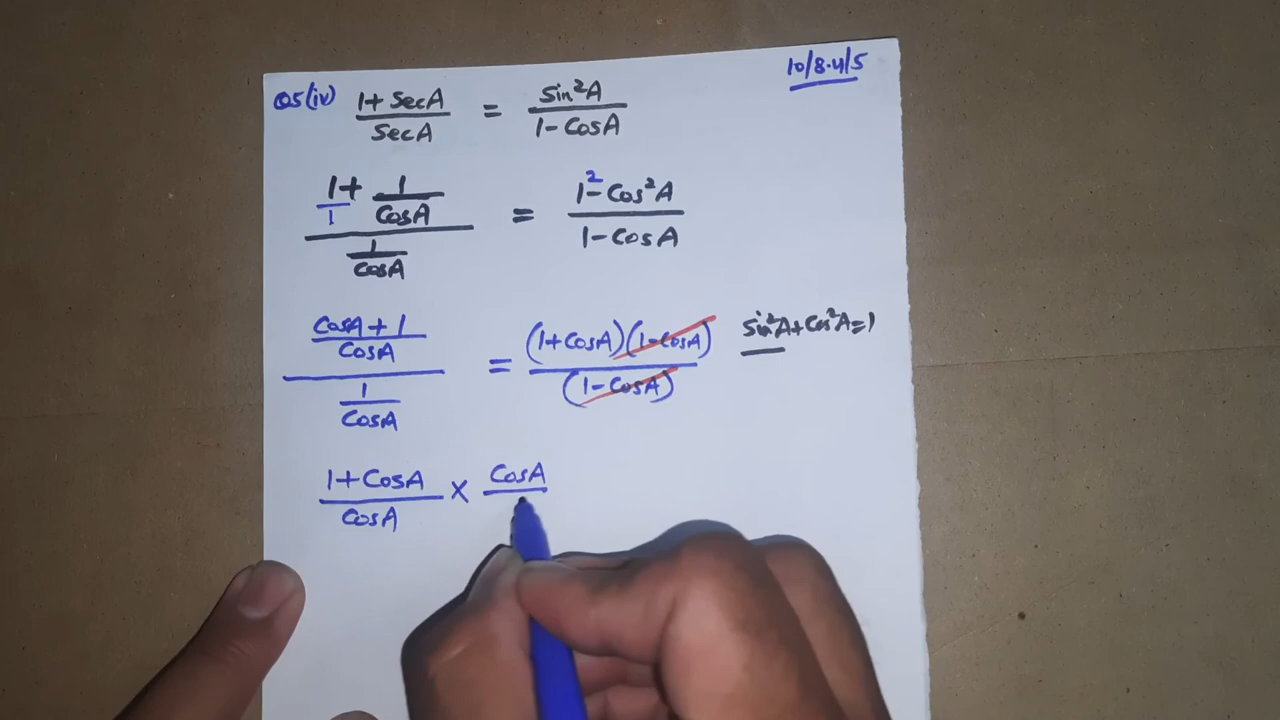 Q5(iv) (1+SecA)/SecA = Sin²A/(1-CosA) 10/8.4/5
(1/1 + 1/CosA)/(1/CosA) = (1²-Cos²A)/(1-CosA)
((CosA+1)/CosA)/(1/CosA) = (1+CosA)(1-CosA)/(1-CosA) Sin²A+Cos²A=1
(1+CosA)/CosA × CosA/